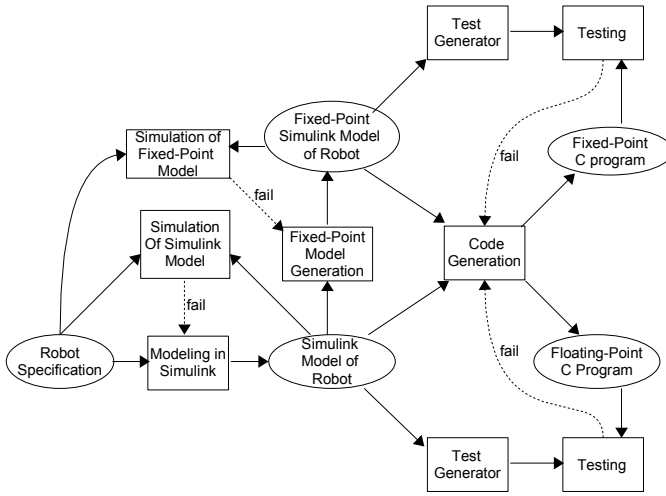 Test
Generator
Testing
Fixed-Point
Simulink Model
of Robot
Simulation of
Fixed-Point
Model
fail
fail
Fixed-Point
C program
Simulation
Of Simulink
Model
Fixed-Point
Model
Generation
Code
Generation
fail
fail
Robot
Specification
Modeling in
Simulink
Simulink
Model of
Robot
Floating-Point
C Program
Test
Generator
Testing